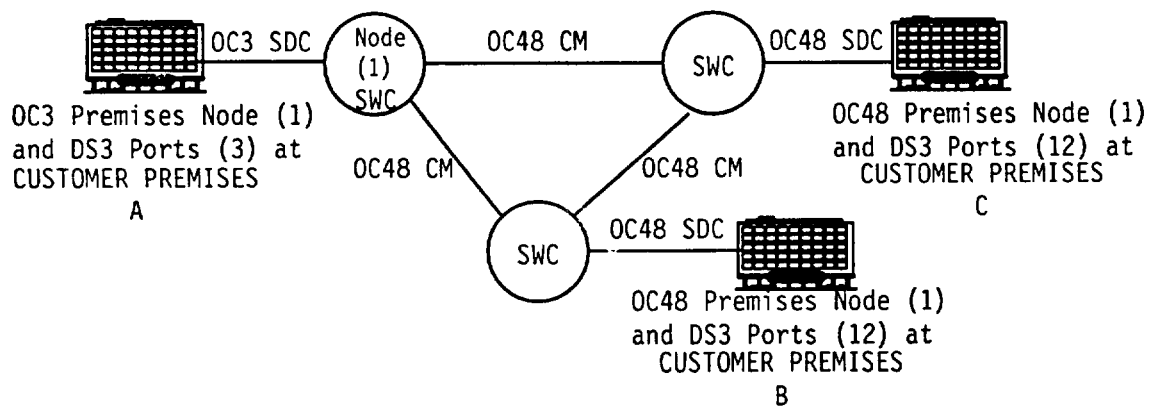 OC3 SDC
Node
(1)
SWC
OC48 CM
SWC
OC48 SDC
OC3 Premises Node (1)
and DS3 Ports (3) at
CUSTOMER PREMISES
A
OC48 CM
OC48 CM
OC48 Premises Node (1)
and DS3 Ports (12) at
CUSTOMER PREMISES
C
SWC
OC48 SDC
OC48 Premises Node (1)
and DS3 Ports (12) at
CUSTOMER PREMISES
B